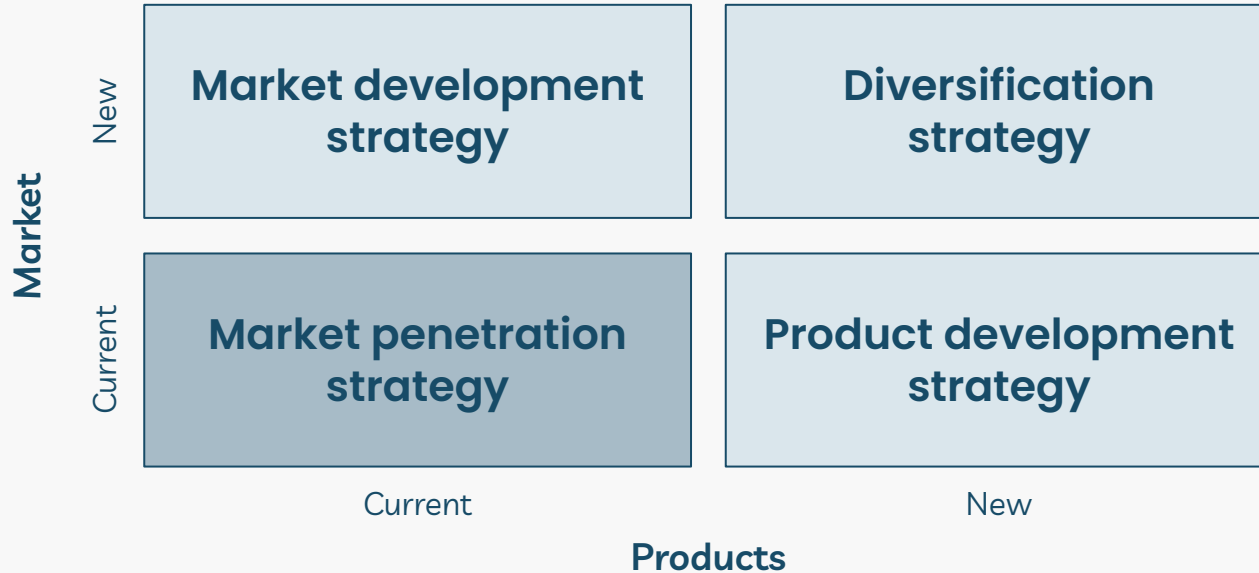 Market
New
Market development
strategy
Diversification
strategy
Current
Market penetration
strategy
Product development
strategy
Current
New
Products